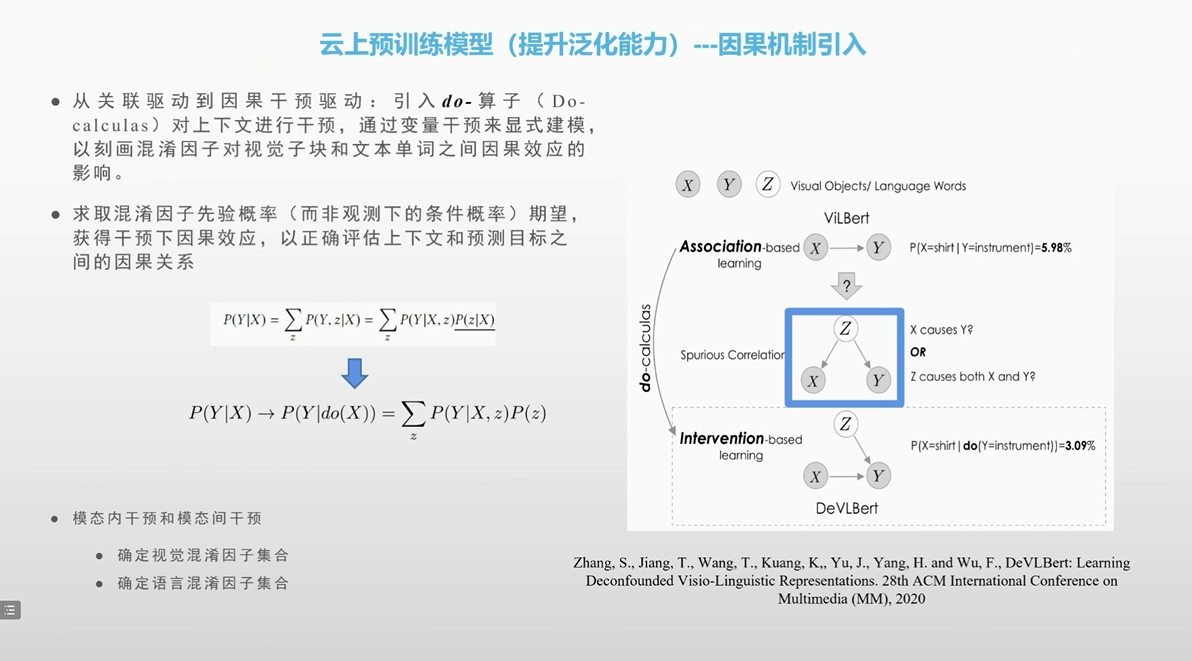 云上预训练模型（提升泛化能力）---因果机制引入
• 从关联驱动到因果干预驱动：引入do-算子（Do-
calculas）对上下文进行干预，通过变量干预来显式建模，
以刻画混淆因子对视觉子块和文本单词之间因果效应的
影响。
• 求取混淆因子先验概率（而非观测下的条件概率）期望，
获得干预下因果效应，以正确评估上下文和预测目标之
间的因果关系
P(Y|X) = ∑_z P(Y, z|X) = ∑_z P(Y|X, z)P(z|X)
P(Y|X) → P(Y|do(X)) = ∑_z P(Y|X, z)P(z)
• 模态内干预和模态间干预
• 确定视觉混淆因子集合
• 确定语言混淆因子集合
X Y Z Visual Objects/ Language Words
ViLBert
Association-based X Y P(X=shirt | Y=instrument)=5.98%
learning
?
do-calculas
Z X causes Y?
Spurious Correlation OR
X Y Z causes both X and Y?
Z
Intervention-based P(X=shirt | do(Y=instrument))=3.09%
learning X Y
DeVLBert
Zhang, S., Jiang, T., Wang, T., Kuang, K,, Yu, J., Yang, H. and Wu, F., DeVLBert: Learning
Deconfounded Visio-Linguistic Representations. 28th ACM International Conference on
Multimedia (MM), 2020